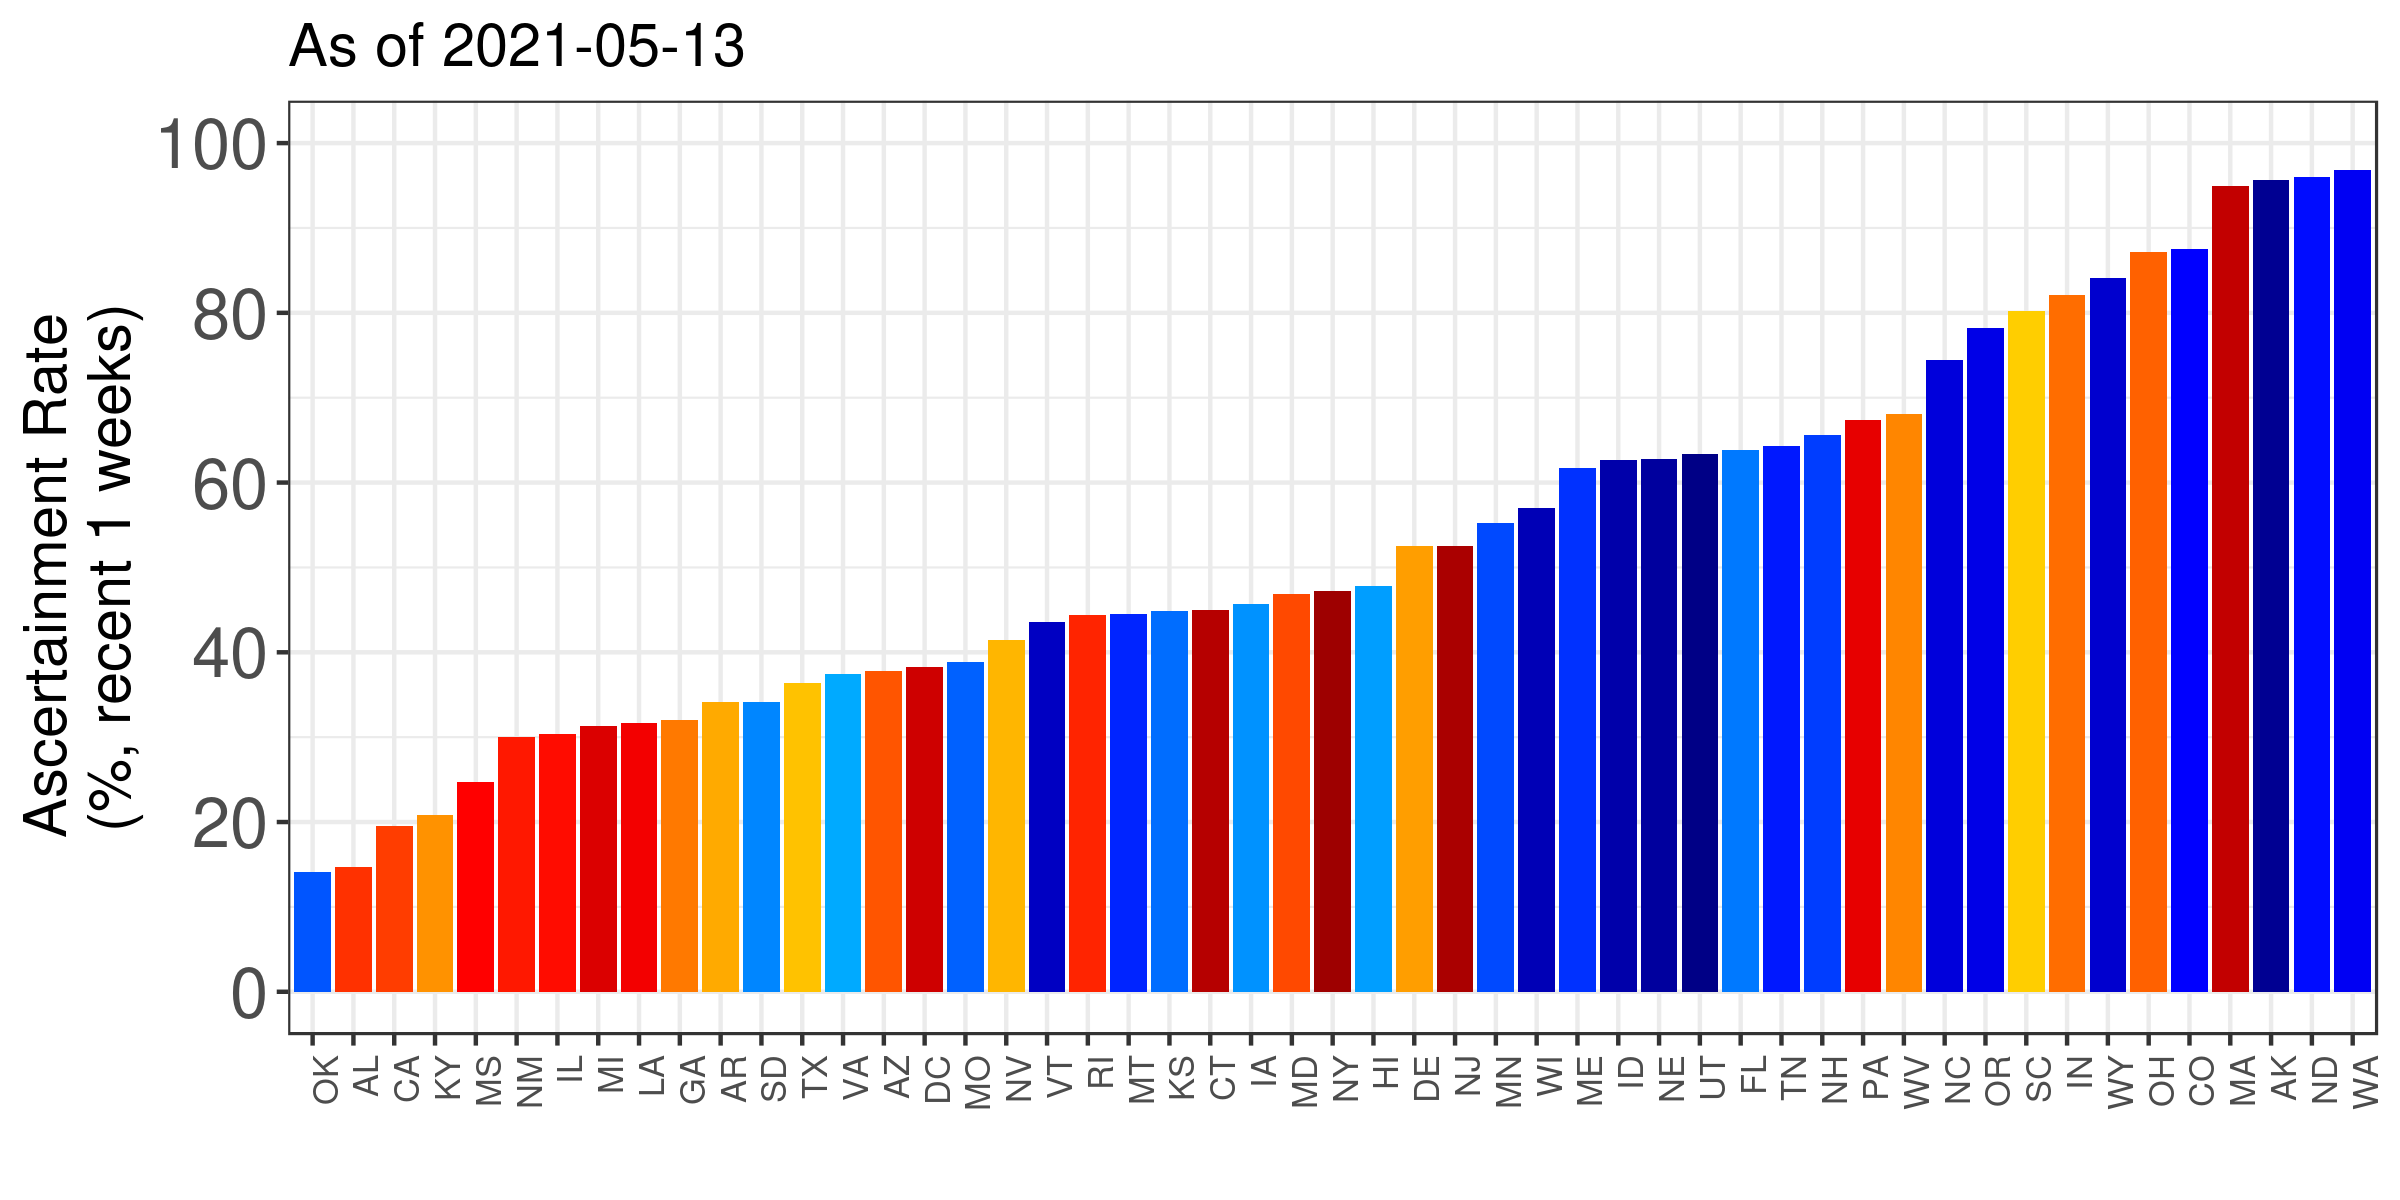 As of 2021-05-13
Ascertainment Rate
(%, recent 1 weeks)
100
80
60
40
20
0
OK AL CA KY MS NM IL MI LA GA AR SD TX VA AZ DC MO NV VT RI MT KS CT IA MD NY HI DE NJ MN WI ME ID NE UT FL TN NH PA WV NC OR SC IN WY OH CO MA AK ND WA